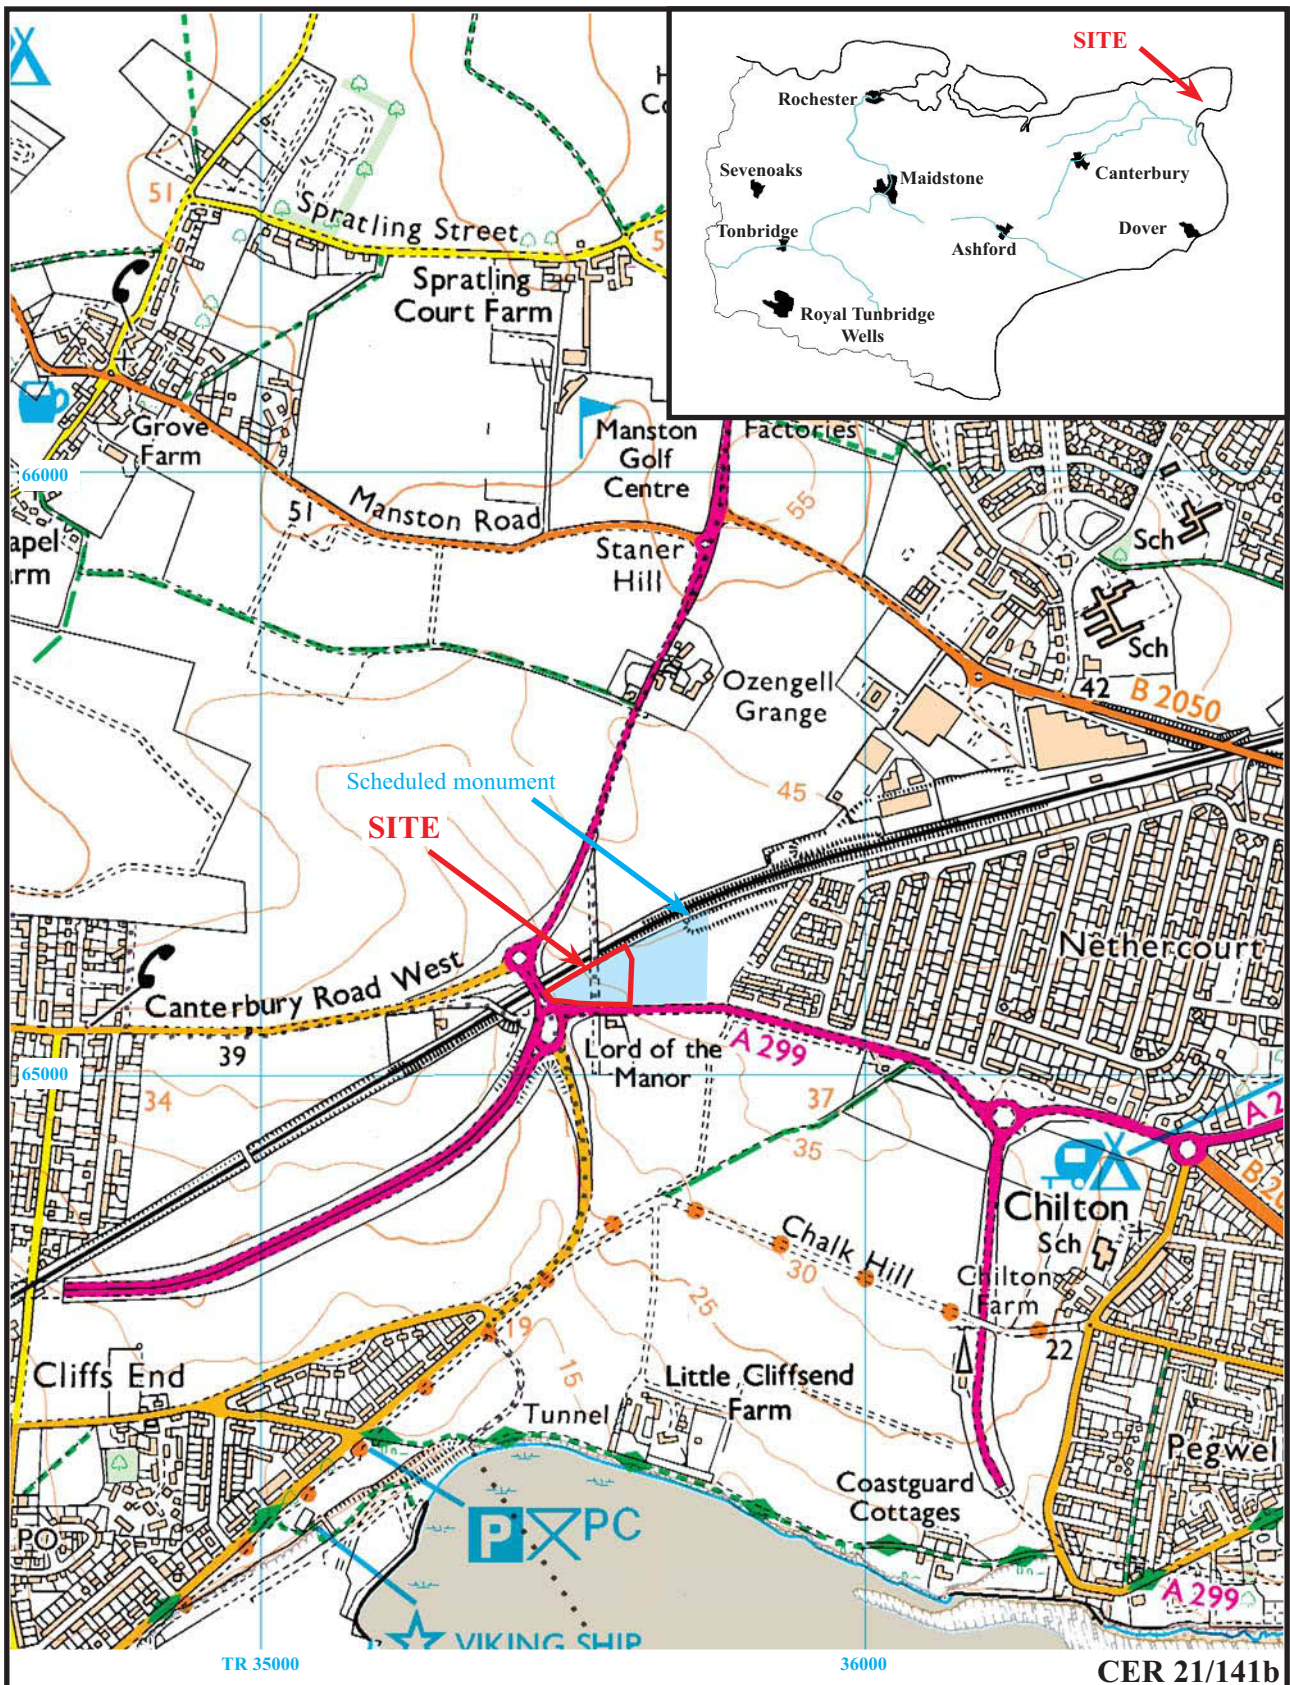 SITE
Rochester
Sevenoaks
Maidstone
Canterbury
Tonbridge
Ashford
Dover
Royal Tunbridge
Wells
51
Spratling Street
Spratling
Court Farm
Grove
Farm
Manston
Golf
Centre
Factories
66000
51
Manston Road
55
Staner
Hill
Sch
Sch
Ozengell
Grange
42
B 2050
45
Scheduled monument
SITE
Nethercourt
Canterbury Road West
39
A 299
Lord of the
Manor
65000
34
37
35
Chilton
Sch
Chalk Hill
30
Chilton
Farm
25
22
19
15
Cliffs End
Little Cliffsend
Farm
Tunnel
Pegwel
Coastguard
Cottages
PO
P
PC
A 299
VIKING SHIP
TR 35000
36000
CER 21/141b